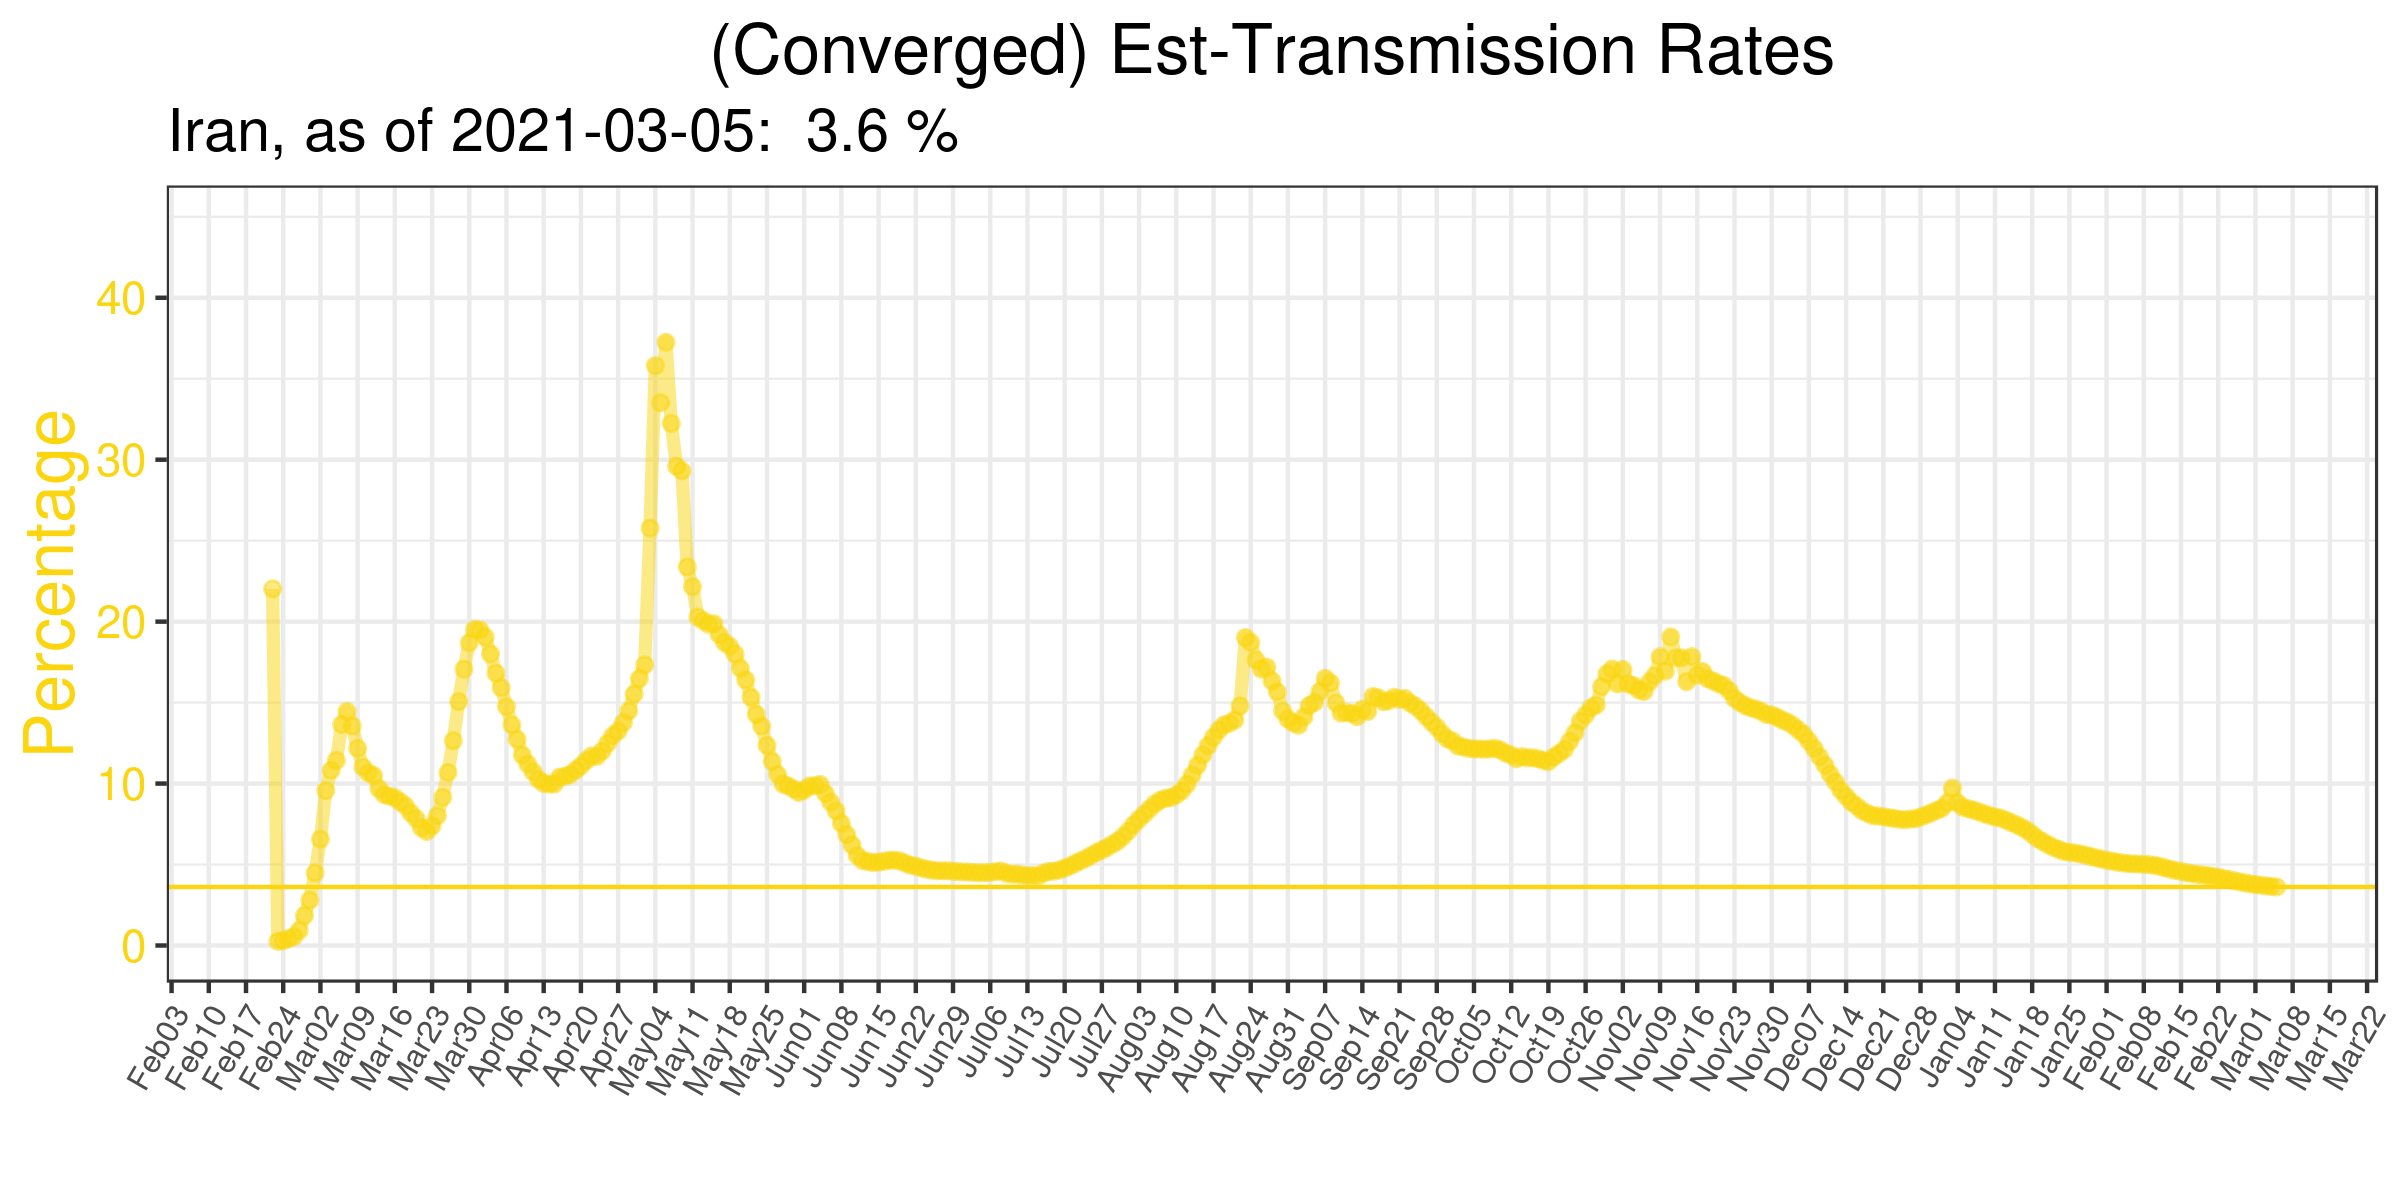 (Converged) Est-Transmission Rates
Iran, as of 2021-03-05:  3.6 %
Percentage
40
30
20
10
0
Feb03
Feb10
Feb17
Feb24
Mar02
Mar09
Mar16
Mar23
Mar30
Apr06
Apr13
Apr20
Apr27
May04
May11
May18
May25
Jun01
Jun08
Jun15
Jun22
Jun29
Jul06
Jul13
Jul20
Jul27
Aug03
Aug10
Aug17
Aug24
Aug31
Sep07
Sep14
Sep21
Sep28
Oct05
Oct12
Oct19
Oct26
Nov02
Nov09
Nov16
Nov23
Nov30
Dec07
Dec14
Dec21
Dec28
Jan04
Jan11
Jan18
Jan25
Feb01
Feb08
Feb15
Feb22
Mar01
Mar08
Mar15
Mar22